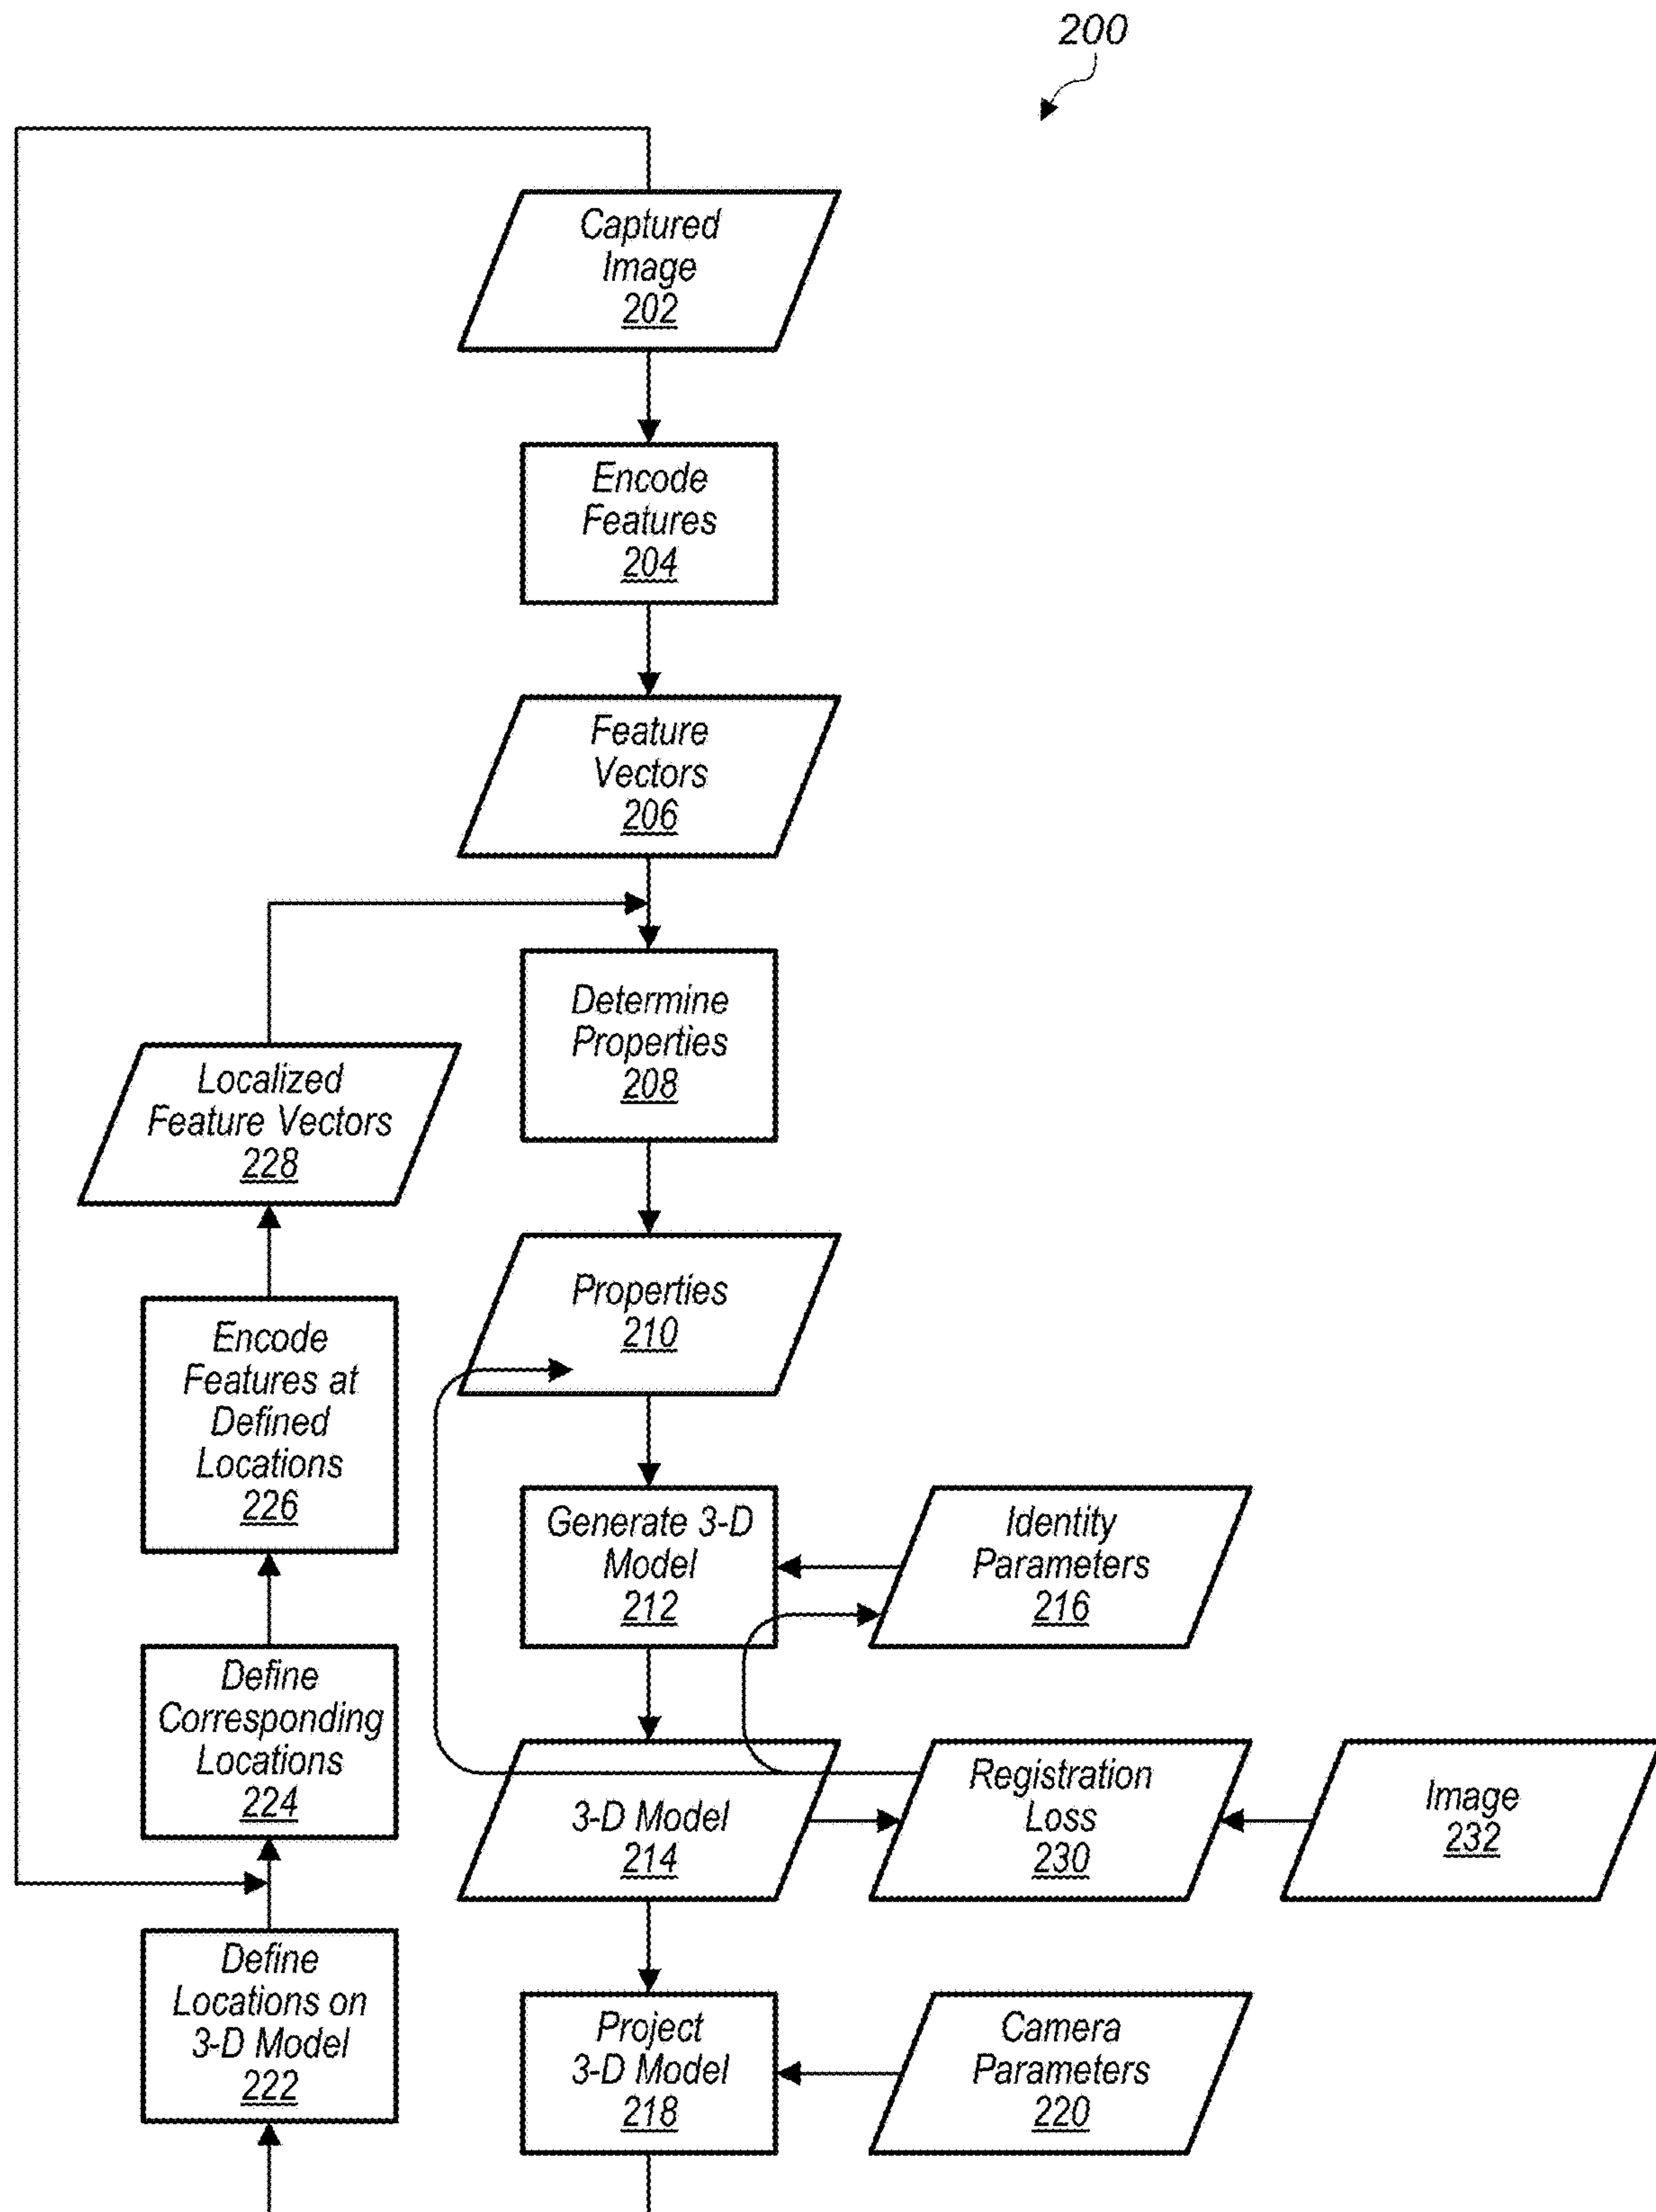 200
Captured
Image
202
Encode
Features
204
Feature
Vectors
206
Determine
Properties
208
Localized
Feature Vectors
228
Properties
210
Encode
Features at
Defined
Locations
226
Generate 3-D
Model
212
Identity
Parameters
216
Define
Corresponding
Locations
224
3-D Model
214
Registration
Loss
230
Image
232
Define
Locations on
3-D Model
222
Project
3-D Model
218
Camera
Parameters
220